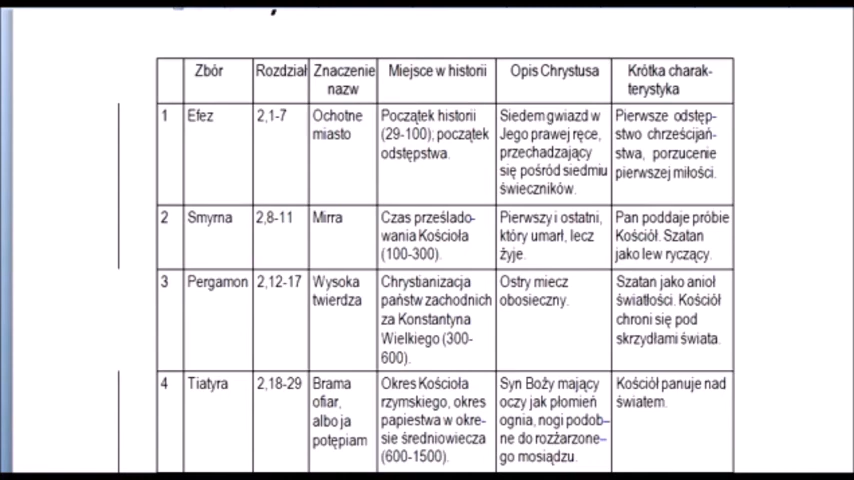 Zbór Rozdział Znaczenie nazw Miejsce w historii Opis Chrystusa Krótka charak-terystyka
1 Efez 2,1-7
Ochotne
miasto
Początek historii
(29-100); początek
odstępstwa.
Siedem gwiazd w
Jego prawej ręce,
przechadzający
się pośród siedmiu
świeczników.
Pierwsze odstęp-
stwo chrześcijań-
stwa, porzucenie
pierwszej miłości.
2 Smyrna 2,8-11 Mirra
Czas prześlado-
wania Kościoła
(100-300).
Pierwszy i ostatni,
który umarł, lecz
żyje.
Pan poddaje próbie
Kościół. Szatan
jako lew ryczący.
3 Pergamon 2,12-17
Wysoka
twierdza
Chrystianizacja
państw zachodnich
za Konstantyna
Wielkiego (300-
600).
Ostry miecz
obosieczny.
Szatan jako anioł
światłości. Kościół
chroni się pod
skrzydłami świata.
4 Tiatyra 2,18-29
Brama
ofiar,
albo ja
potępiam
Okres Kościoła
rzymskiego, okres
papiestwa w okre-
sie średniowiecza
(600-1500).
Syn Boży mający
oczy jak płomień
ognia, nogi podob-
ne do rozżarzone-
go mosiądzu.
Kościół panuje nad
światem.